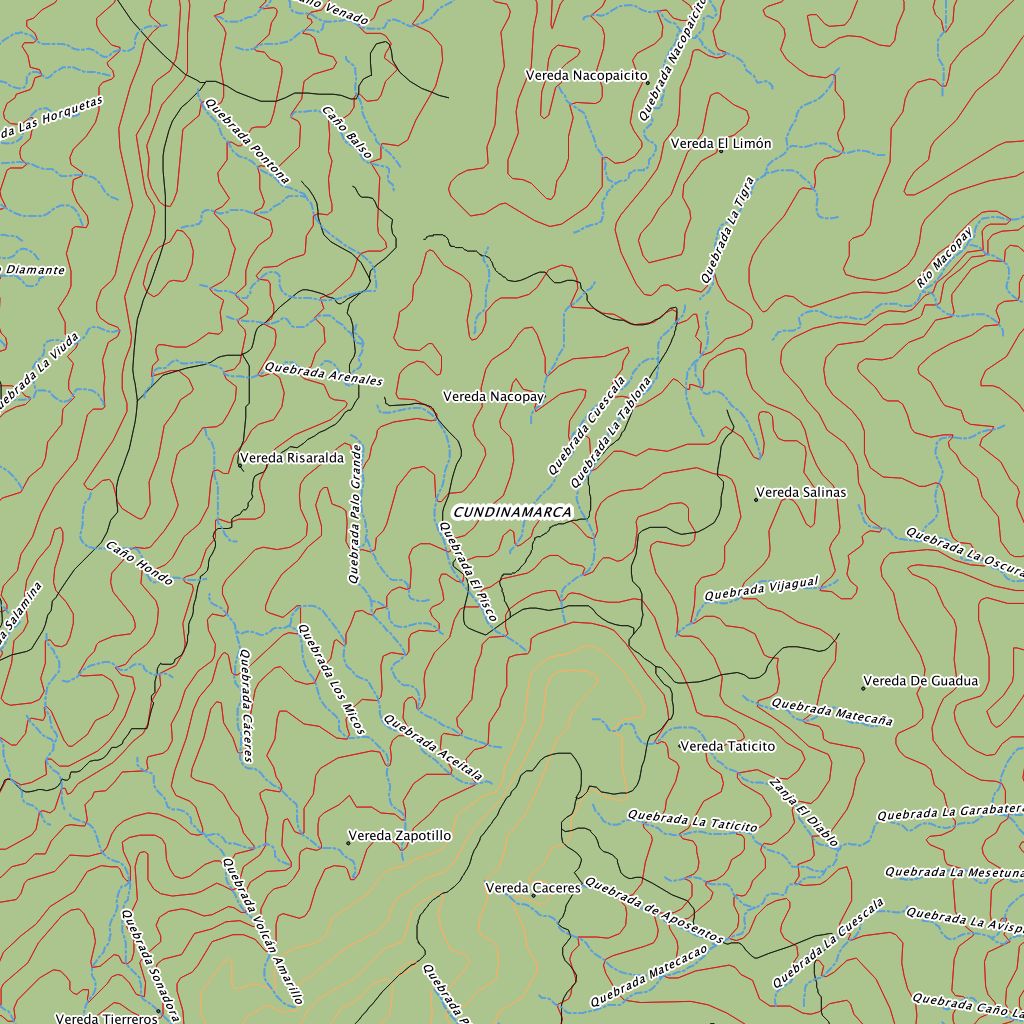 Caño Venado
Quebrada Nacopaicito
Vereda Nacopaicito
da Las Horquetas
Quebrada Pontona
Caño Balso
Vereda El Limón
Quebrada La Tigra
Río Macopay
Diamante
Quebrada La Viuda
Quebrada Arenales
Vereda Nacopay
Quebrada Cuescala
Quebrada La Tablona
Vereda Risaralda
Quebrada Palo Grande
Vereda Salinas
CUNDINAMARCA
Quebrada El Pisco
Quebrada La Oscura
Caño Hondo
Quebrada Vijagual
da Salamina
Quebrada Los Micos
Quebrada Cáceres
Vereda De Guadua
Quebrada Matecaña
Quebrada Aceitala
Vereda Taticito
Zanja El Diablo
Quebrada La Taticito
Quebrada La Garabatero
Vereda Zapotillo
Quebrada La Mesetuna
Vereda Caceres
Quebrada de Aposentos
Quebrada Volcán Amarillo
Quebrada La Cuescala
Quebrada La Avispa
Quebrada Sonadora
Quebrada Matecacao
Quebrada P
Quebrada Caño La
Vereda Tierreros